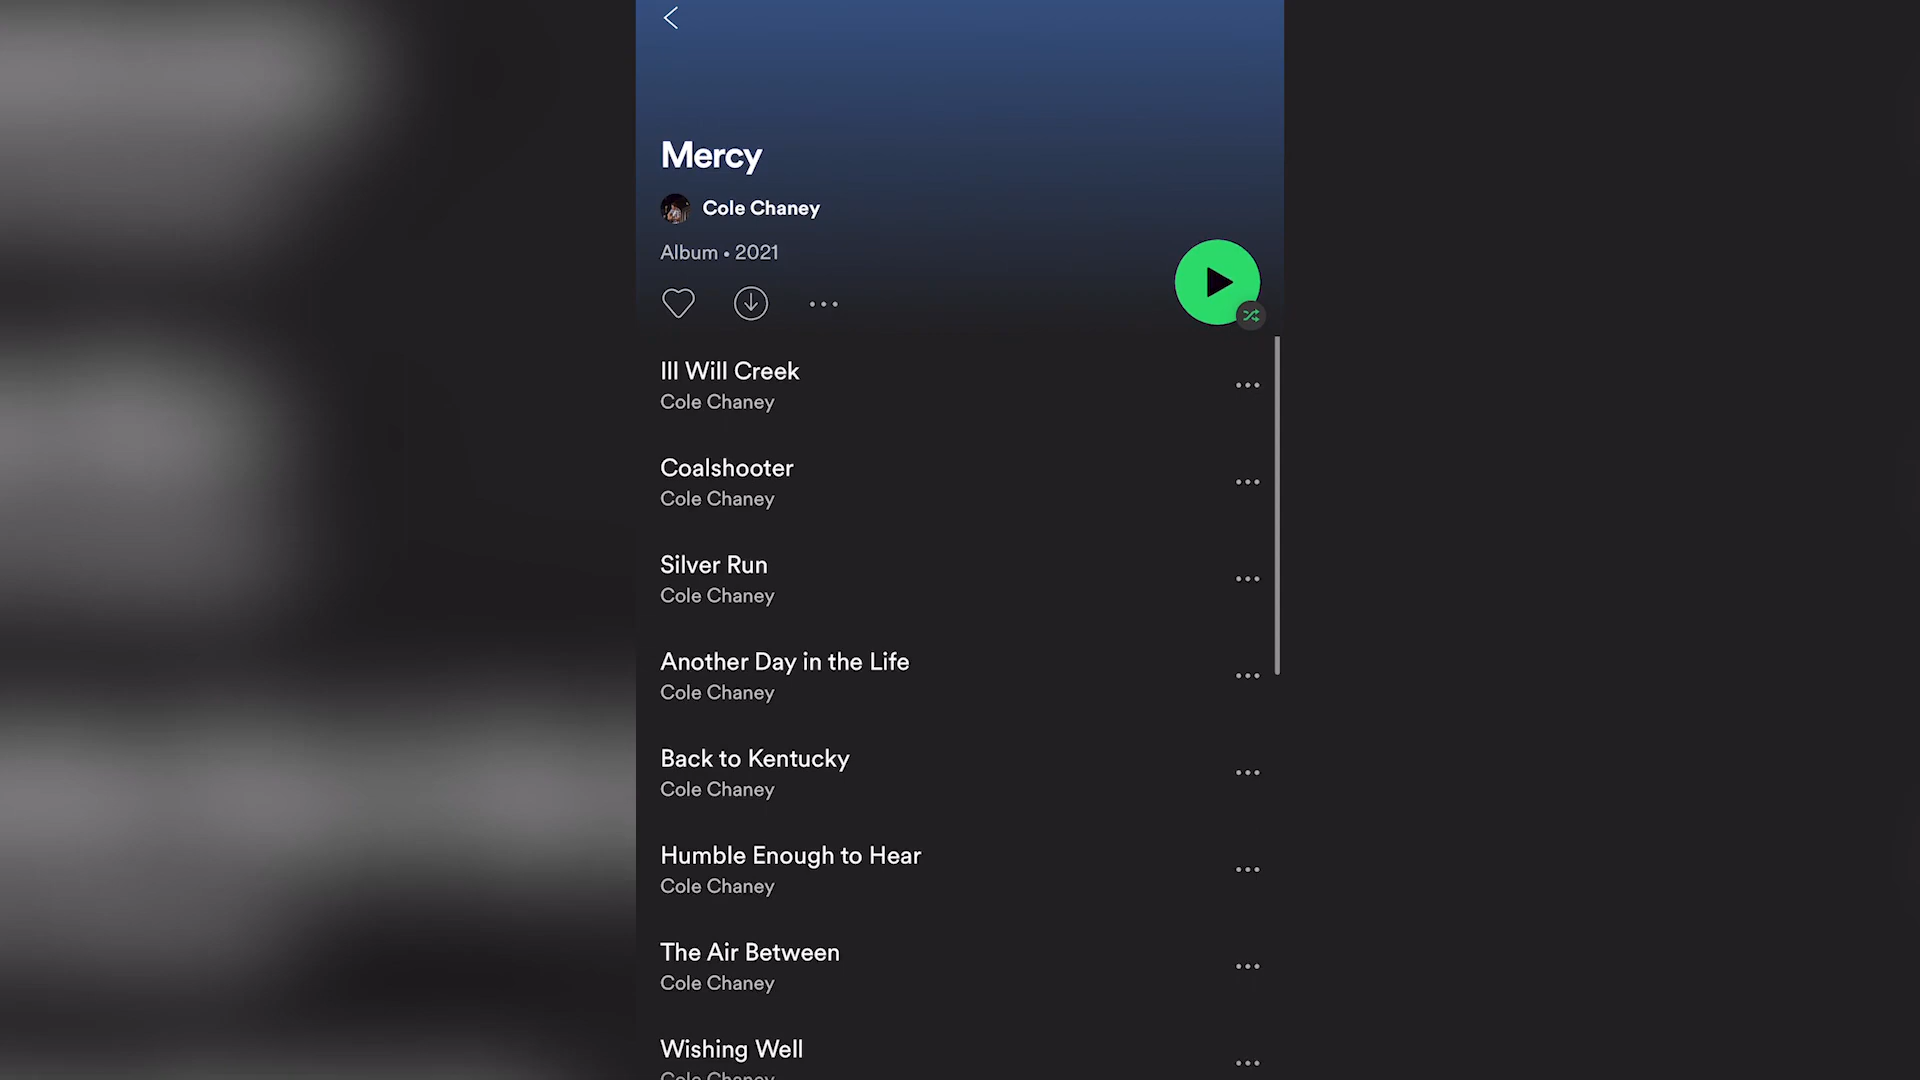 Mercy
Cole Chaney
Album • 2021
Ill Will Creek
Cole Chaney
Coalshooter
Cole Chaney
Silver Run
Cole Chaney
Another Day in the Life
Cole Chaney
Back to Kentucky
Cole Chaney
Humble Enough to Hear
Cole Chaney
The Air Between
Cole Chaney
Wishing Well
Cole Chaney